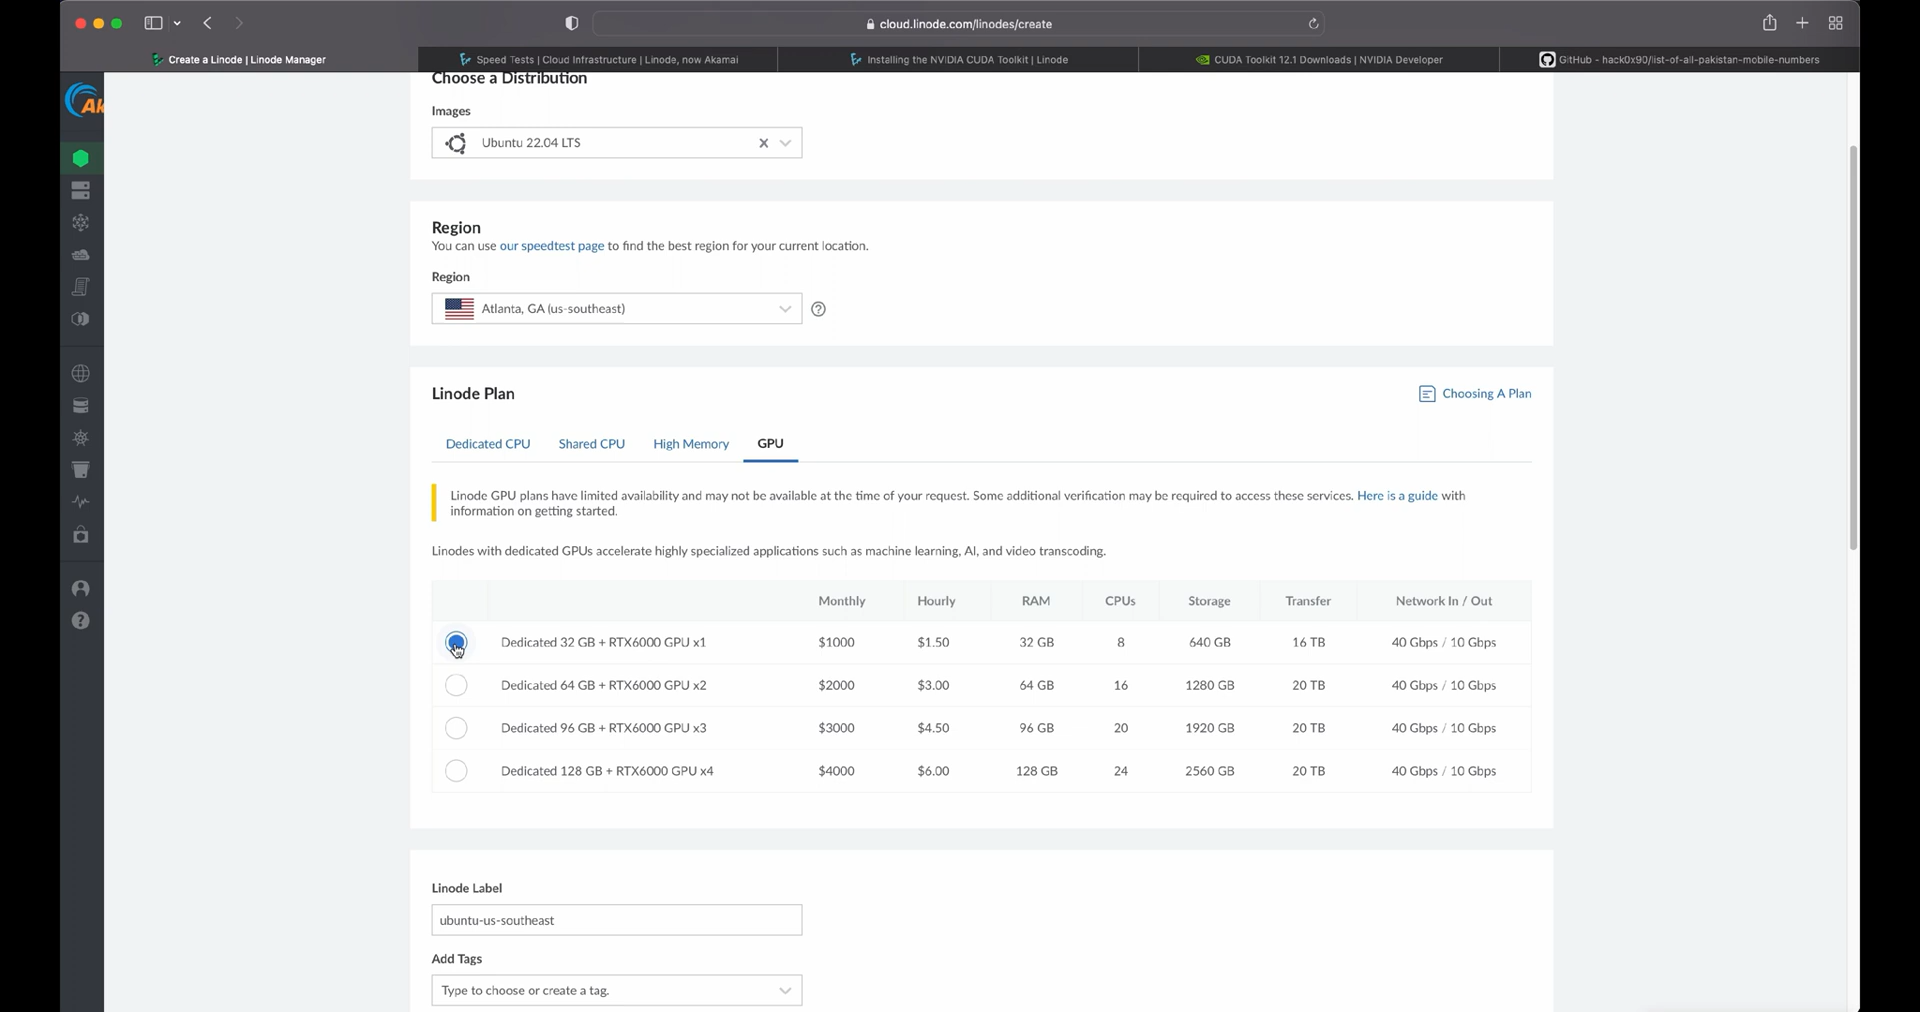 cloud.linode.com/linodes/create
Create a Linode | Linode Manager
Speed Tests | Cloud Infrastructure | Linode, now Akamai
Installing the NVIDIA CUDA Toolkit | Linode
CUDA Toolkit 12.1 Downloads | NVIDIA Developer
GitHub - hack0x90/list-of-all-pakistan-mobile-numbers
Ak
Choose a Distribution
Images
Ubuntu 22.04 LTS
Region
You can use our speedtest page to find the best region for your current location.
Region
Atlanta, GA (us-southeast)
Linode Plan
Choosing A Plan
Dedicated CPU Shared CPU High Memory GPU
Linode GPU plans have limited availability and may not be available at the time of your request. Some additional verification may be required to access these services. Here is a guide with
information on getting started.
Linodes with dedicated GPUs accelerate highly specialized applications such as machine learning, AI, and video transcoding.
Monthly Hourly RAM CPUs Storage Transfer Network In / Out
Dedicated 32 GB + RTX6000 GPU x1 $1000 $1.50 32 GB 8 640 GB 16 TB 40 Gbps / 10 Gbps
Dedicated 64 GB + RTX6000 GPU x2 $2000 $3.00 64 GB 16 1280 GB 20 TB 40 Gbps / 10 Gbps
Dedicated 96 GB + RTX6000 GPU x3 $3000 $4.50 96 GB 20 1920 GB 20 TB 40 Gbps / 10 Gbps
Dedicated 128 GB + RTX6000 GPU x4 $4000 $6.00 128 GB 24 2560 GB 20 TB 40 Gbps / 10 Gbps
Linode Label
ubuntu-us-southeast
Add Tags
Type to choose or create a tag.